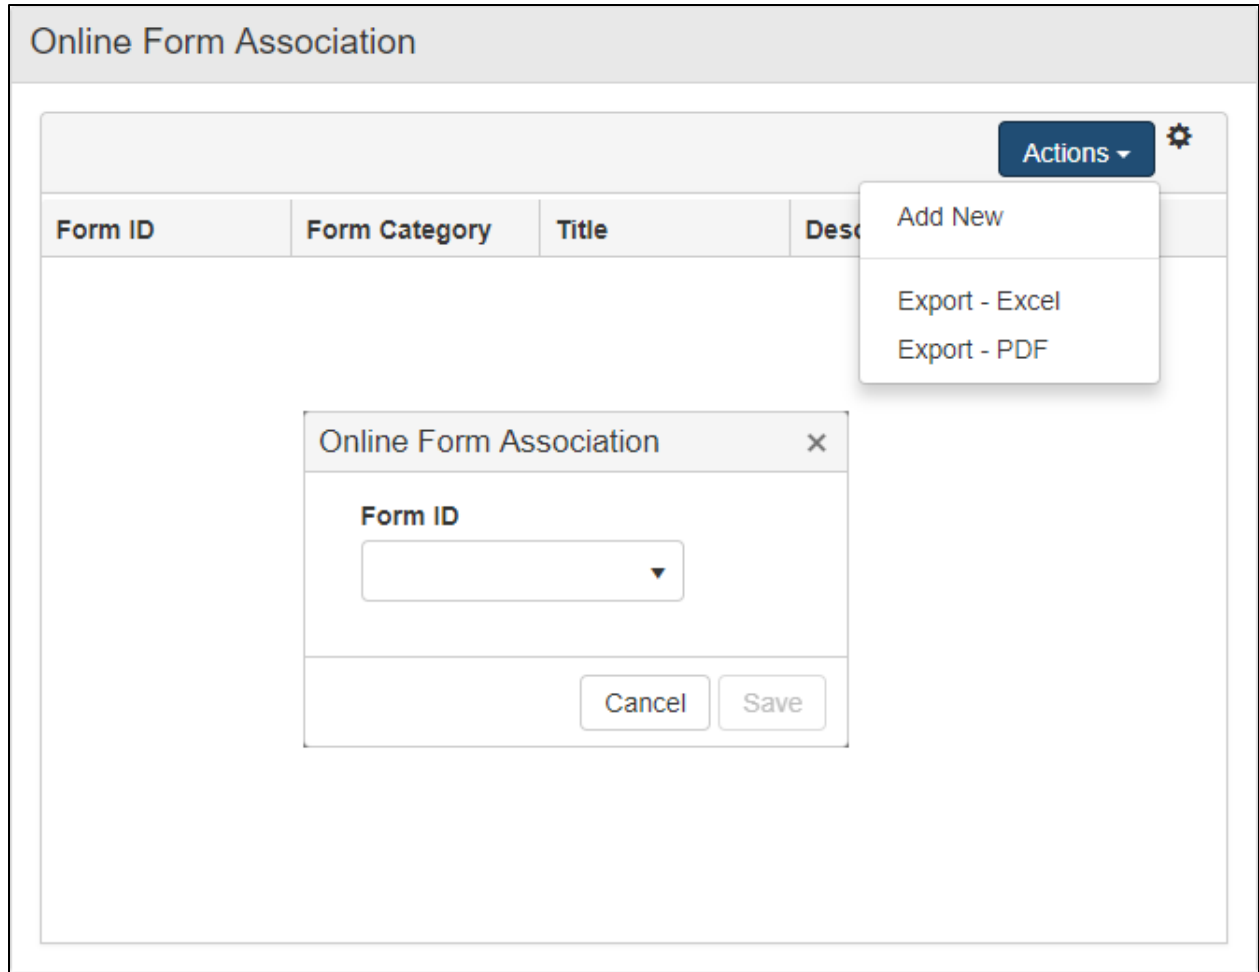 Online Form Association
Actions
Form ID Form Category Title Desc
Add New
Export - Excel
Export - PDF
Online Form Association
Form ID
Cancel Save